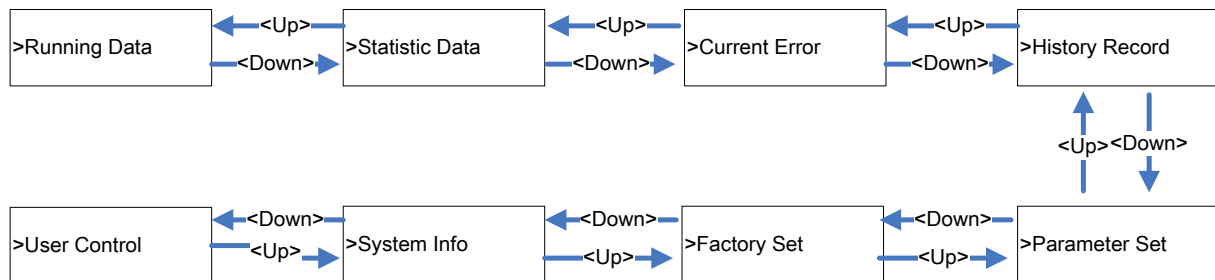 <Up> <Up> <Up>
>Running Data >Statistic Data >Current Error >History Record
<Down> <Down> <Down>
<Up> <Down>
<Down> <Down> <Down>
>User Control >System Info >Factory Set >Parameter Set
<Up> <Up> <Up>